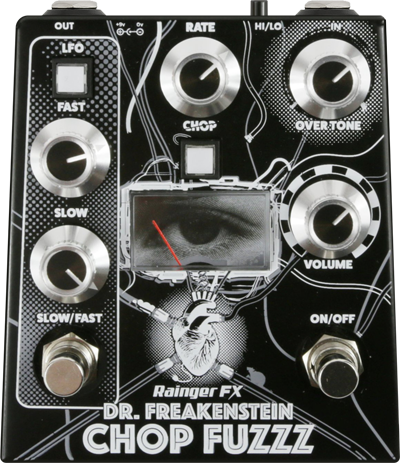 OUT +9v 0v HI/LO IN
LFO
FAST
RATE
OVER TONE
CHOP
SLOW
VOLUME
SLOW/FAST
ON/OFF
Rainger FX
DR. FREAKENSTEIN
CHOP FUZZZ